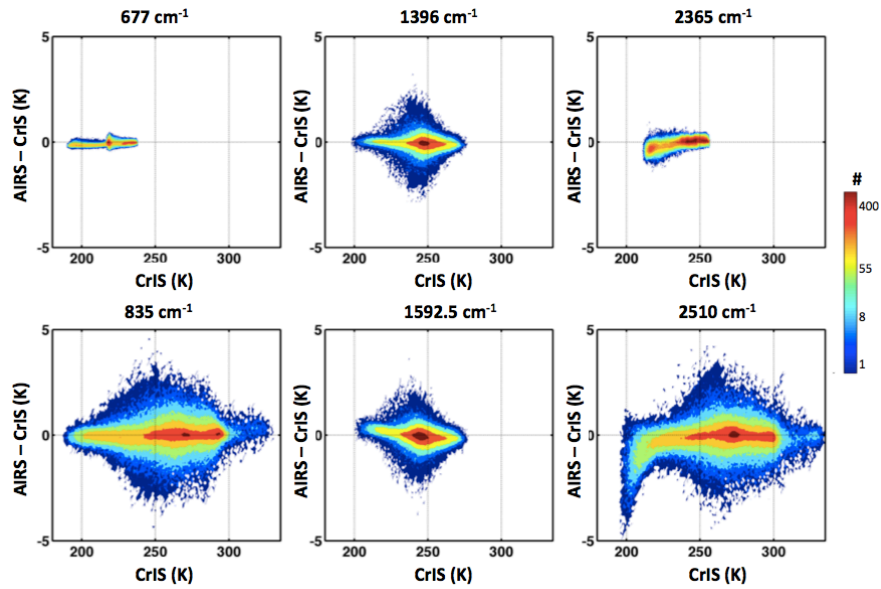 677 cm-1 1396 cm-1 2365 cm-1
5 5 5
AIRS – CrIS (K) AIRS – CrIS (K) AIRS – CrIS (K)
0 0 0
-5 -5 -5
200 250 300 200 250 300 200 250 300
CrIS (K) CrIS (K) CrIS (K)
#
400
55
8
1
835 cm-1 1592.5 cm-1 2510 cm-1
5 5 5
AIRS – CrIS (K) AIRS – CrIS (K) AIRS – CrIS (K)
0 0 0
-5 -5 -5
200 250 300 200 250 300 200 250 300
CrIS (K) CrIS (K) CrIS (K)